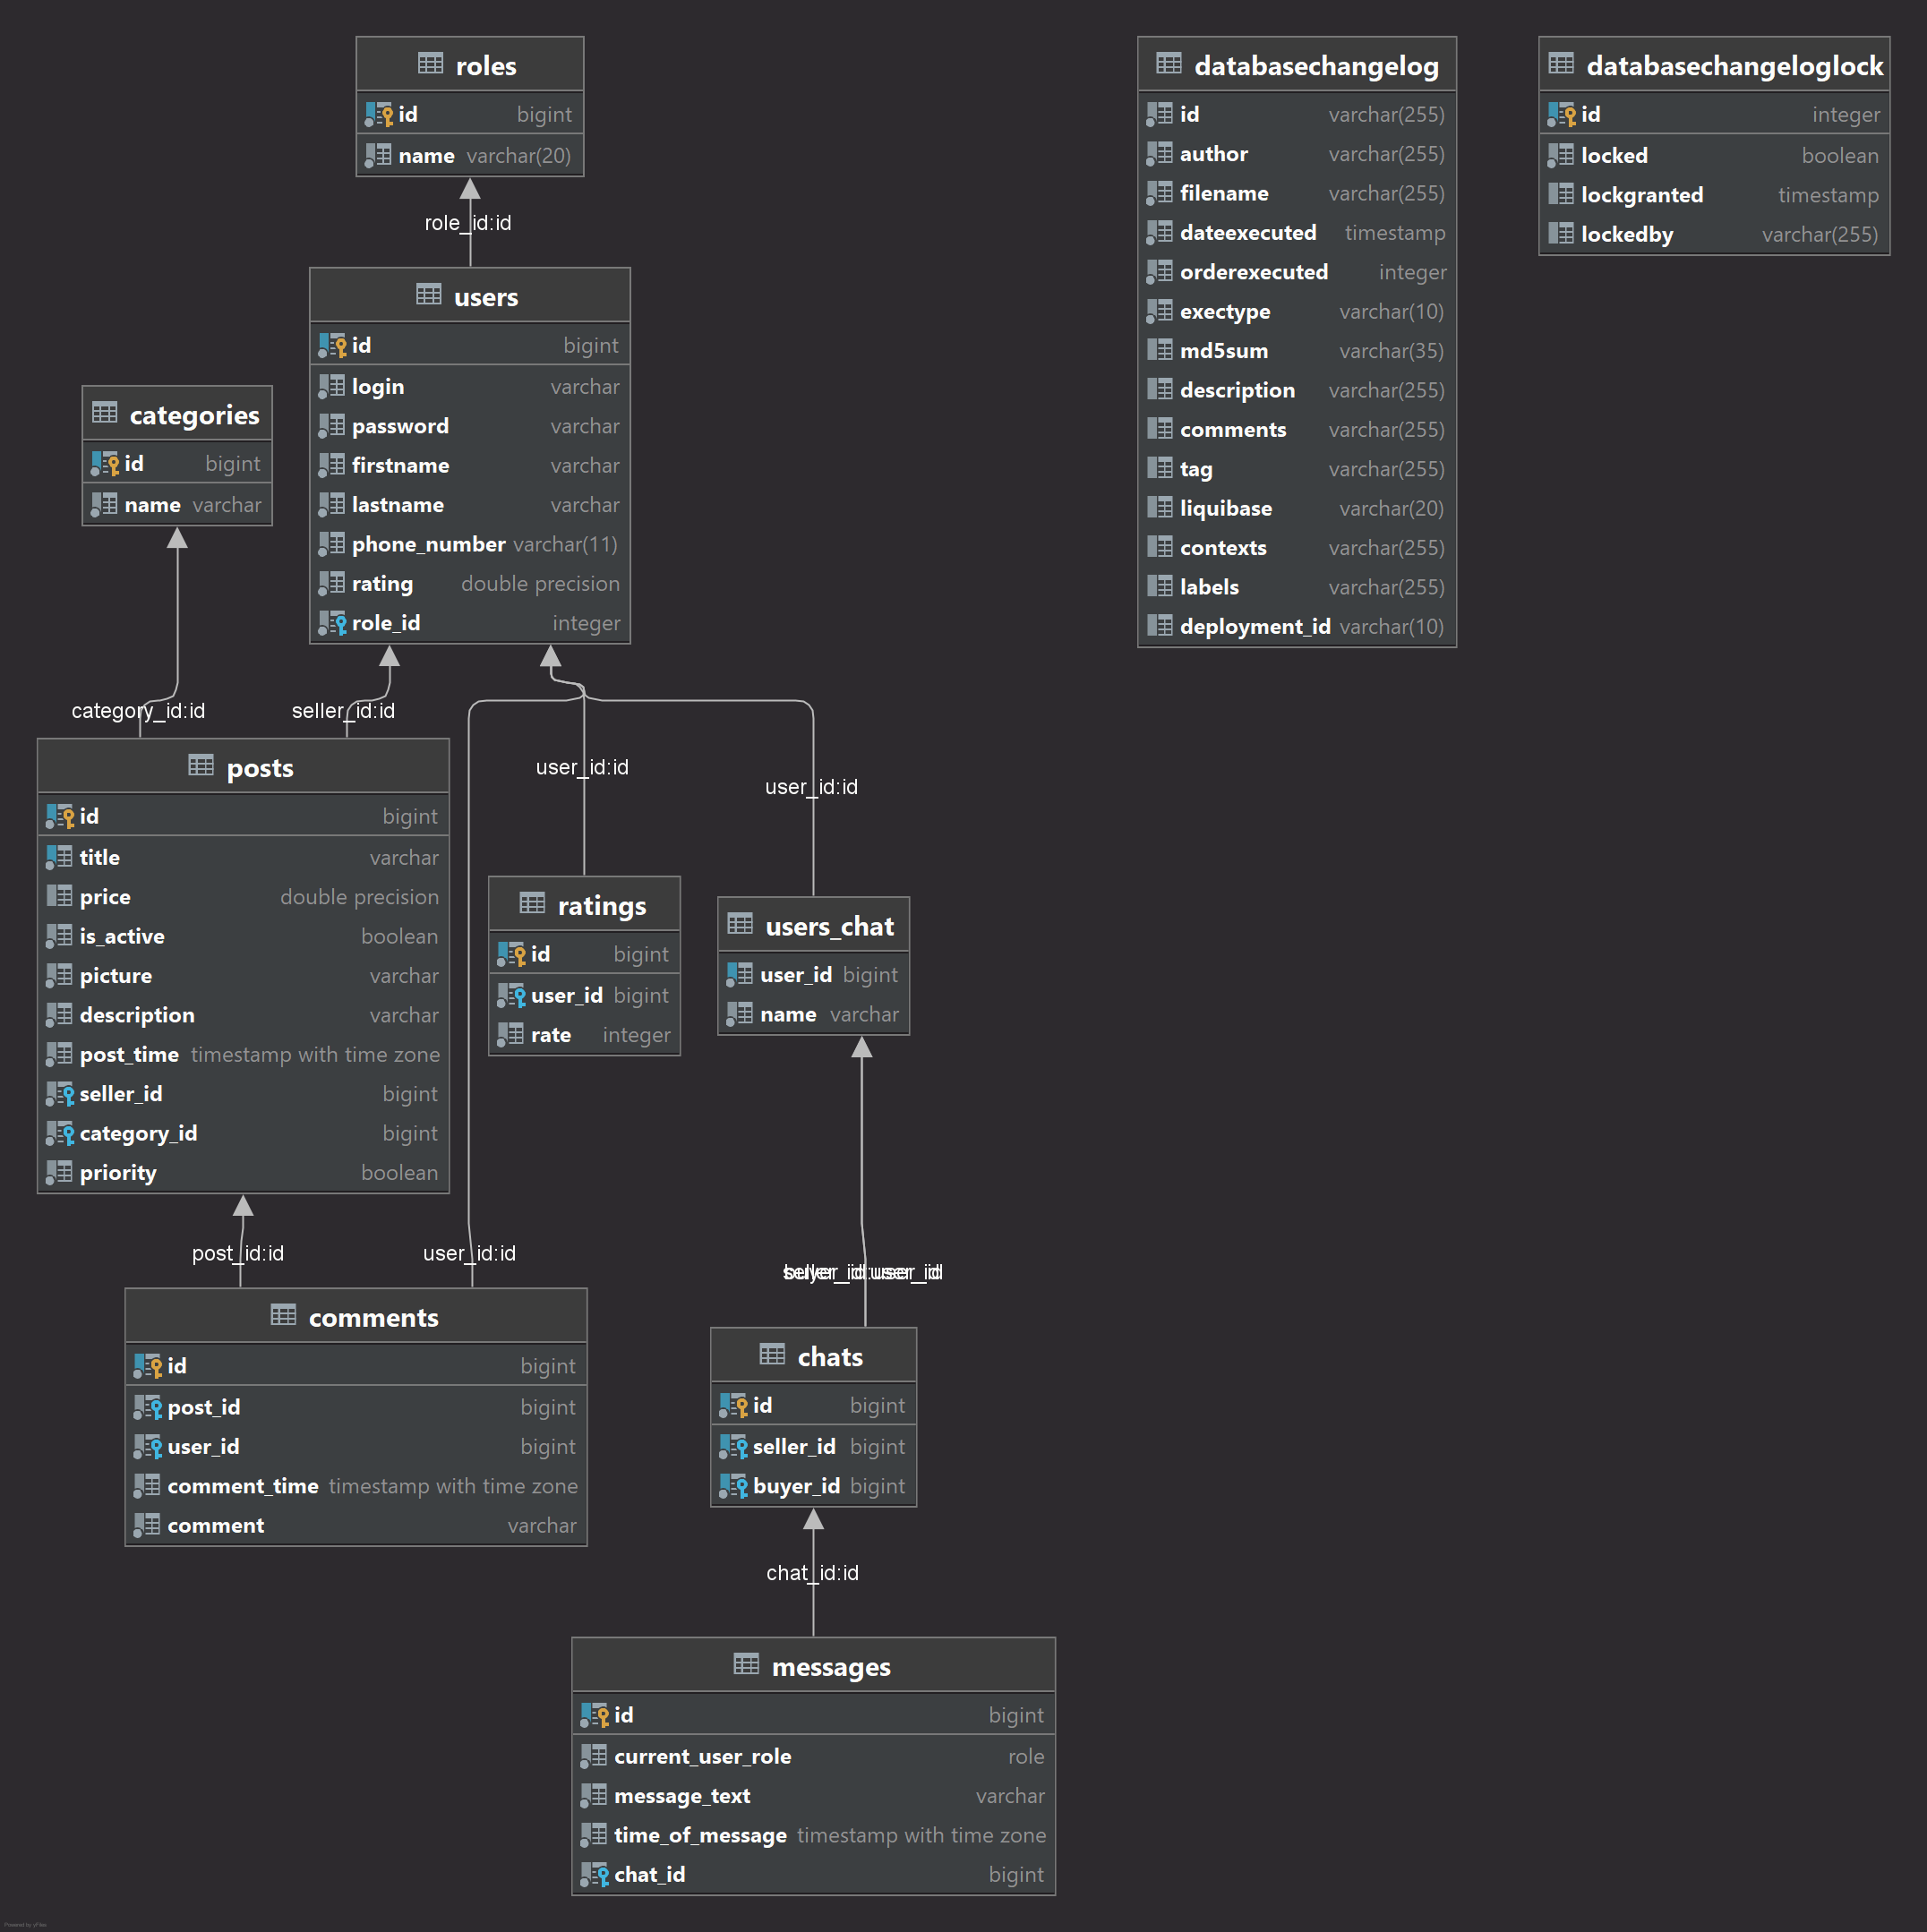 roles
id bigint
name varchar(20)
role_id:id
users
id bigint
login varchar
password varchar
firstname varchar
lastname varchar
phone_number varchar(11)
rating double precision
role_id integer
categories
id bigint
name varchar
category_id:id
seller_id:id
user_id:id
user_id:id
posts
id bigint
title varchar
price double precision
is_active boolean
picture varchar
description varchar
post_time timestamp with time zone
seller_id bigint
category_id bigint
priority boolean
ratings
id bigint
user_id bigint
rate integer
users_chat
user_id bigint
name varchar
post_id:id
user_id:id
comments
id bigint
post_id bigint
user_id bigint
comment_time timestamp with time zone
comment varchar
chats
id bigint
seller_id bigint
buyer_id bigint
chat_id:id
messages
id bigint
current_user_role role
message_text varchar
time_of_message timestamp with time zone
chat_id bigint
databasechangelog
id varchar(255)
author varchar(255)
filename varchar(255)
dateexecuted timestamp
orderexecuted integer
exectype varchar(10)
md5sum varchar(35)
description varchar(255)
comments varchar(255)
tag varchar(255)
liquibase varchar(20)
contexts varchar(255)
labels varchar(255)
deployment_id varchar(10)
databasechangeloglock
id integer
locked boolean
lockgranted timestamp
lockedby varchar(255)
Powered by yFiles